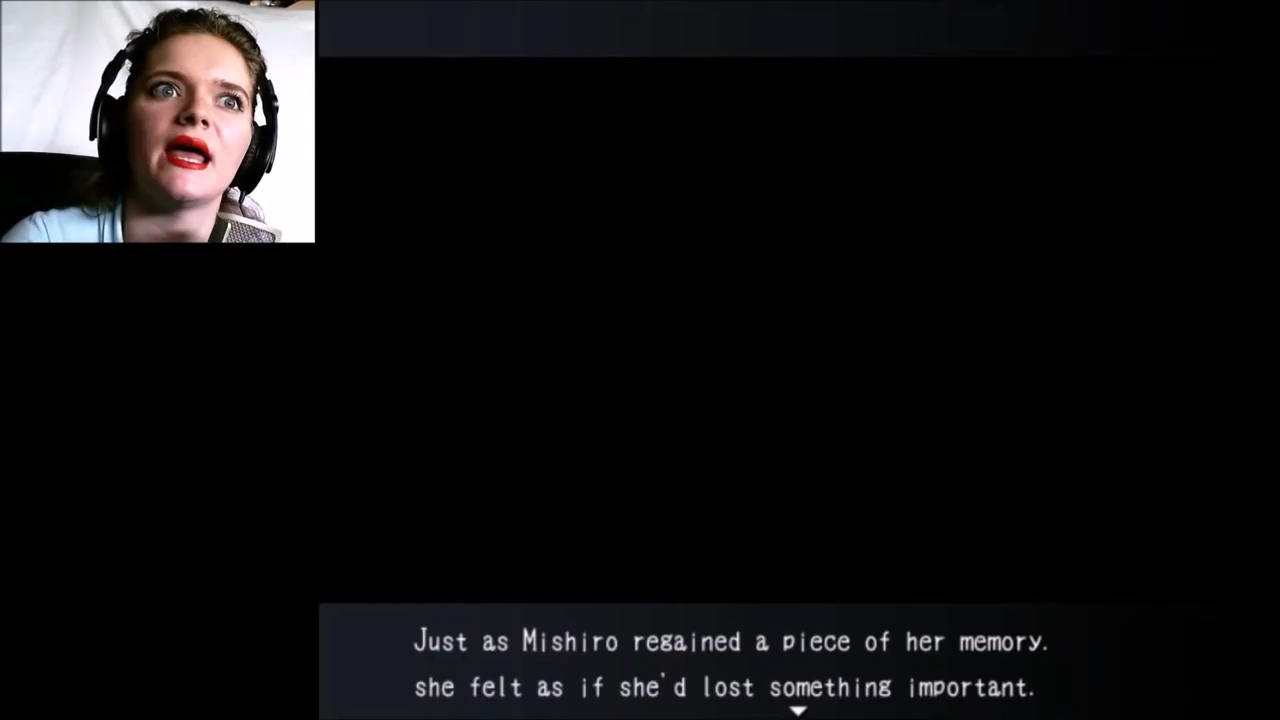 Just as Mishiro regained a piece of her memory.
she felt as if she'd lost something important.